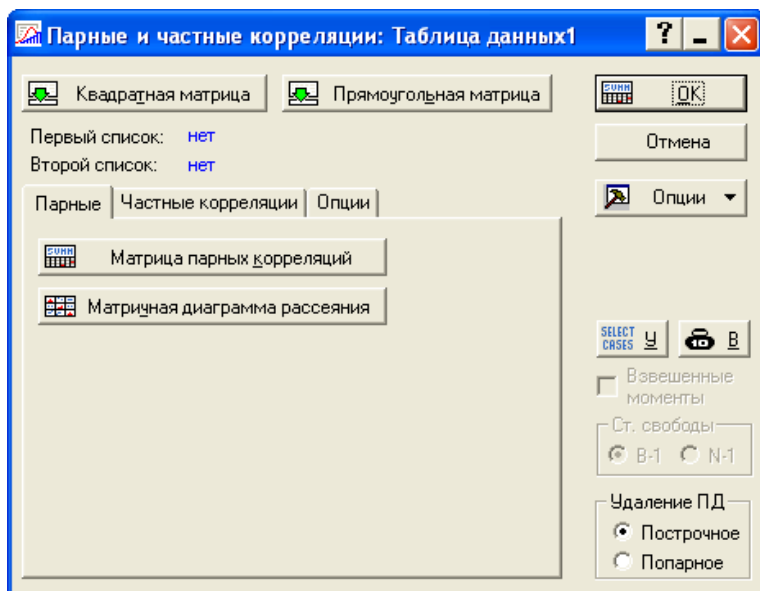 Парные и частные корреляции: Таблица данных1
Квадратная матрица
Прямоугольная матрица
Первый список: нет
Второй список: нет
Парные
Частные корреляции
Опции
Матрица парных корреляций
Матричная диаграмма рассеяния
SUMM
OK
Отмена
Опции
SELECT CASES У
В
Взвешенные
моменты
Ст. свободы
В-1
N-1
Удаление ПД
Построчное
Попарное